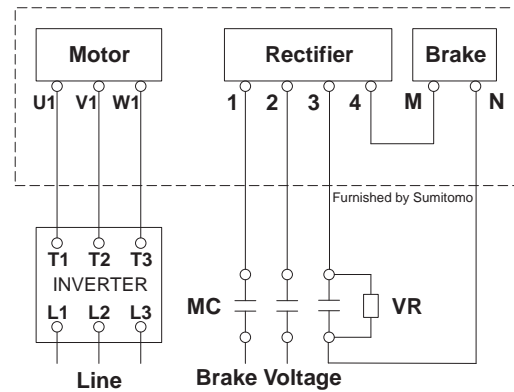 Motor Rectifier Brake
U1 V1 W1 1 2 3 4 M N
Furnished by Sumitomo
T1 T2 T3
INVERTER
L1 L2 L3
MC VR
Line Brake Voltage